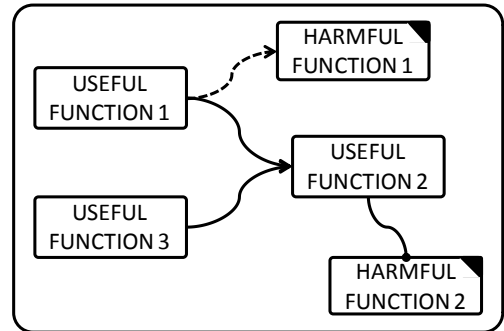 HARMFUL
FUNCTION 1
USEFUL
FUNCTION 1
USEFUL
FUNCTION 2
USEFUL
FUNCTION 3
HARMFUL
FUNCTION 2